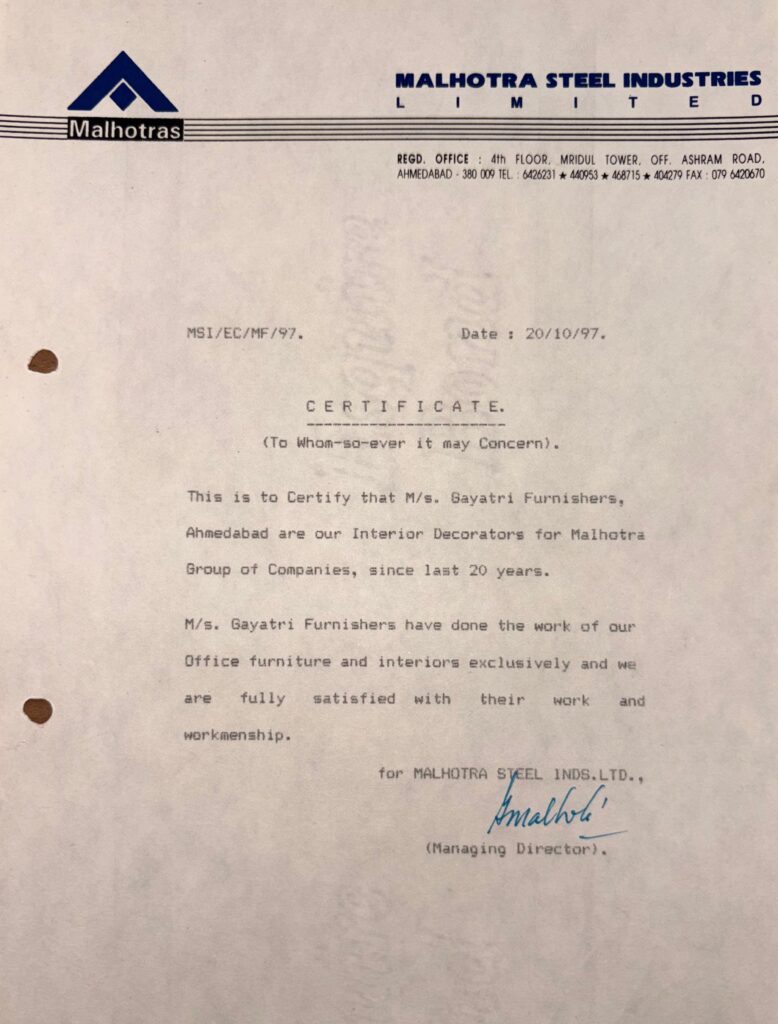 MALHOTRA STEEL INDUSTRIES
LIMITED
Malhotras
REGD. OFFICE : 4th FLOOR, MRIDUL TOWER, OFF. ASHRAM ROAD,
AHMEDABAD - 380 009 TEL. : 6426231 ★ 440953 ★ 468715 ★ 404279 FAX : 079 6420670
MSI/EC/MF/97. Date : 20/10/97.
C E R T I F I C A T E.
(To Whom-so-ever it may Concern).
This is to Certify that M/s. Gayatri Furnishers,
Ahmedabad are our Interior Decorators for Malhotra
Group of Companies, since last 20 years.
M/s. Gayatri Furnishers have done the work of our
Office furniture and interiors exclusively and we
are fully satisfied with their work and
workmenship.
for MALHOTRA STEEL INDS.LTD.,
(Managing Director).